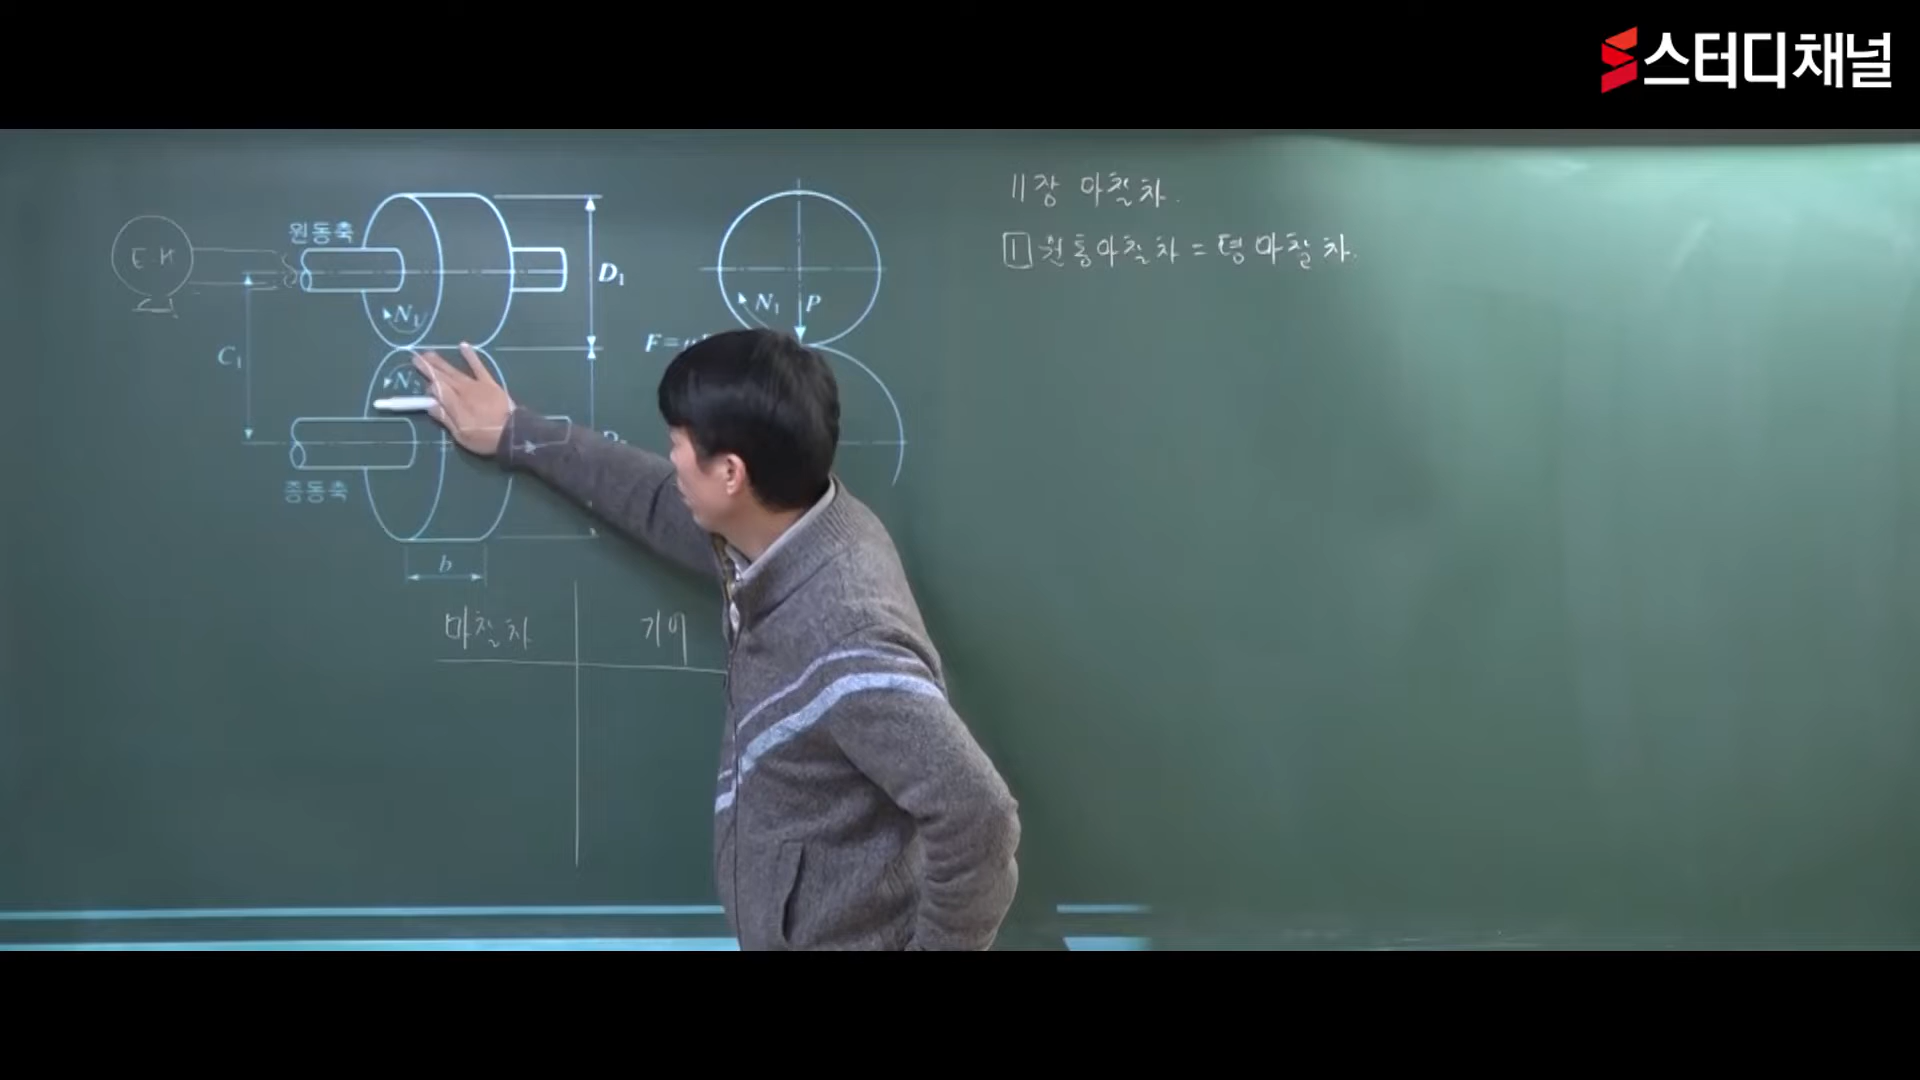 스터디채널
11장 마찰차.
1 원통마찰차 = 평마찰차.
E·M
원동축
N₁
D₁
C₁
N₂
종동축
b
N₁ P
F=μ
마찰차 기어